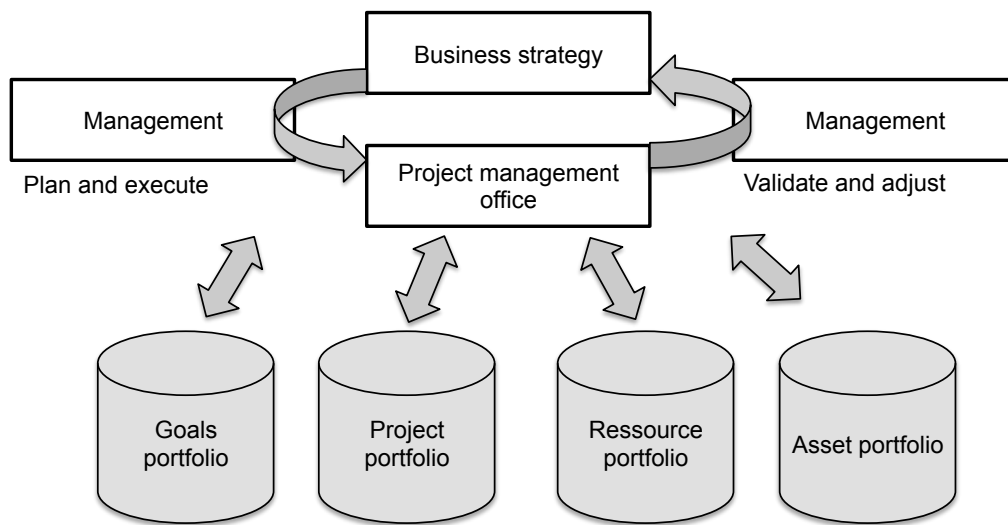 Business strategy
Management
Management
Project management
office
Plan and execute
Validate and adjust
Goals
portfolio
Project
portfolio
Ressource
portfolio
Asset portfolio